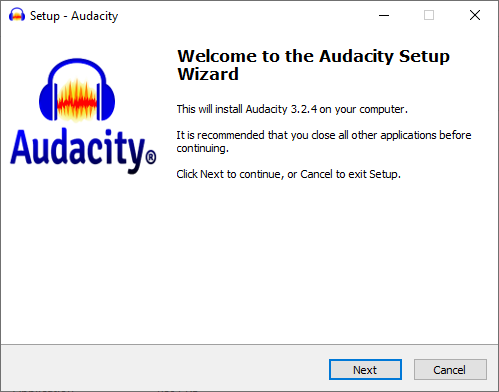 Setup - Audacity
Welcome to the Audacity Setup
Wizard
Audacity®
This will install Audacity 3.2.4 on your computer.
It is recommended that you close all other applications before
continuing.
Click Next to continue, or Cancel to exit Setup.
Next
Cancel